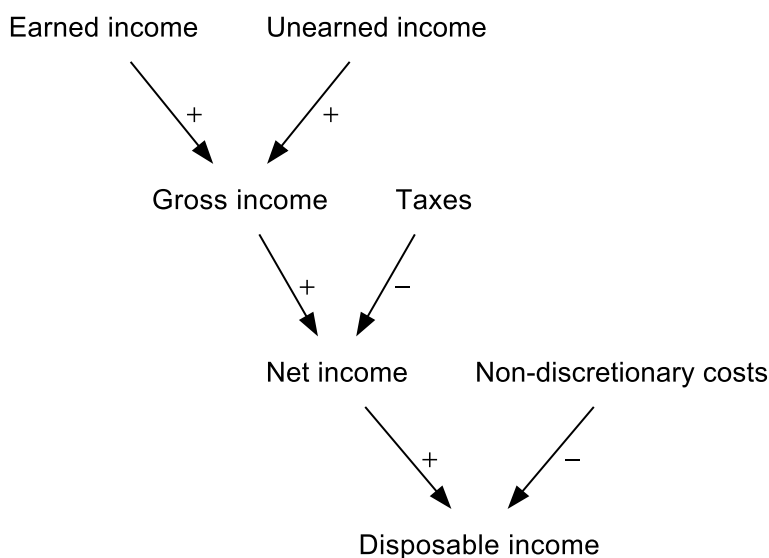 Earned income
Unearned income
+
+
Gross income
Taxes
+
−
Net income
Non-discretionary costs
+
−
Disposable income